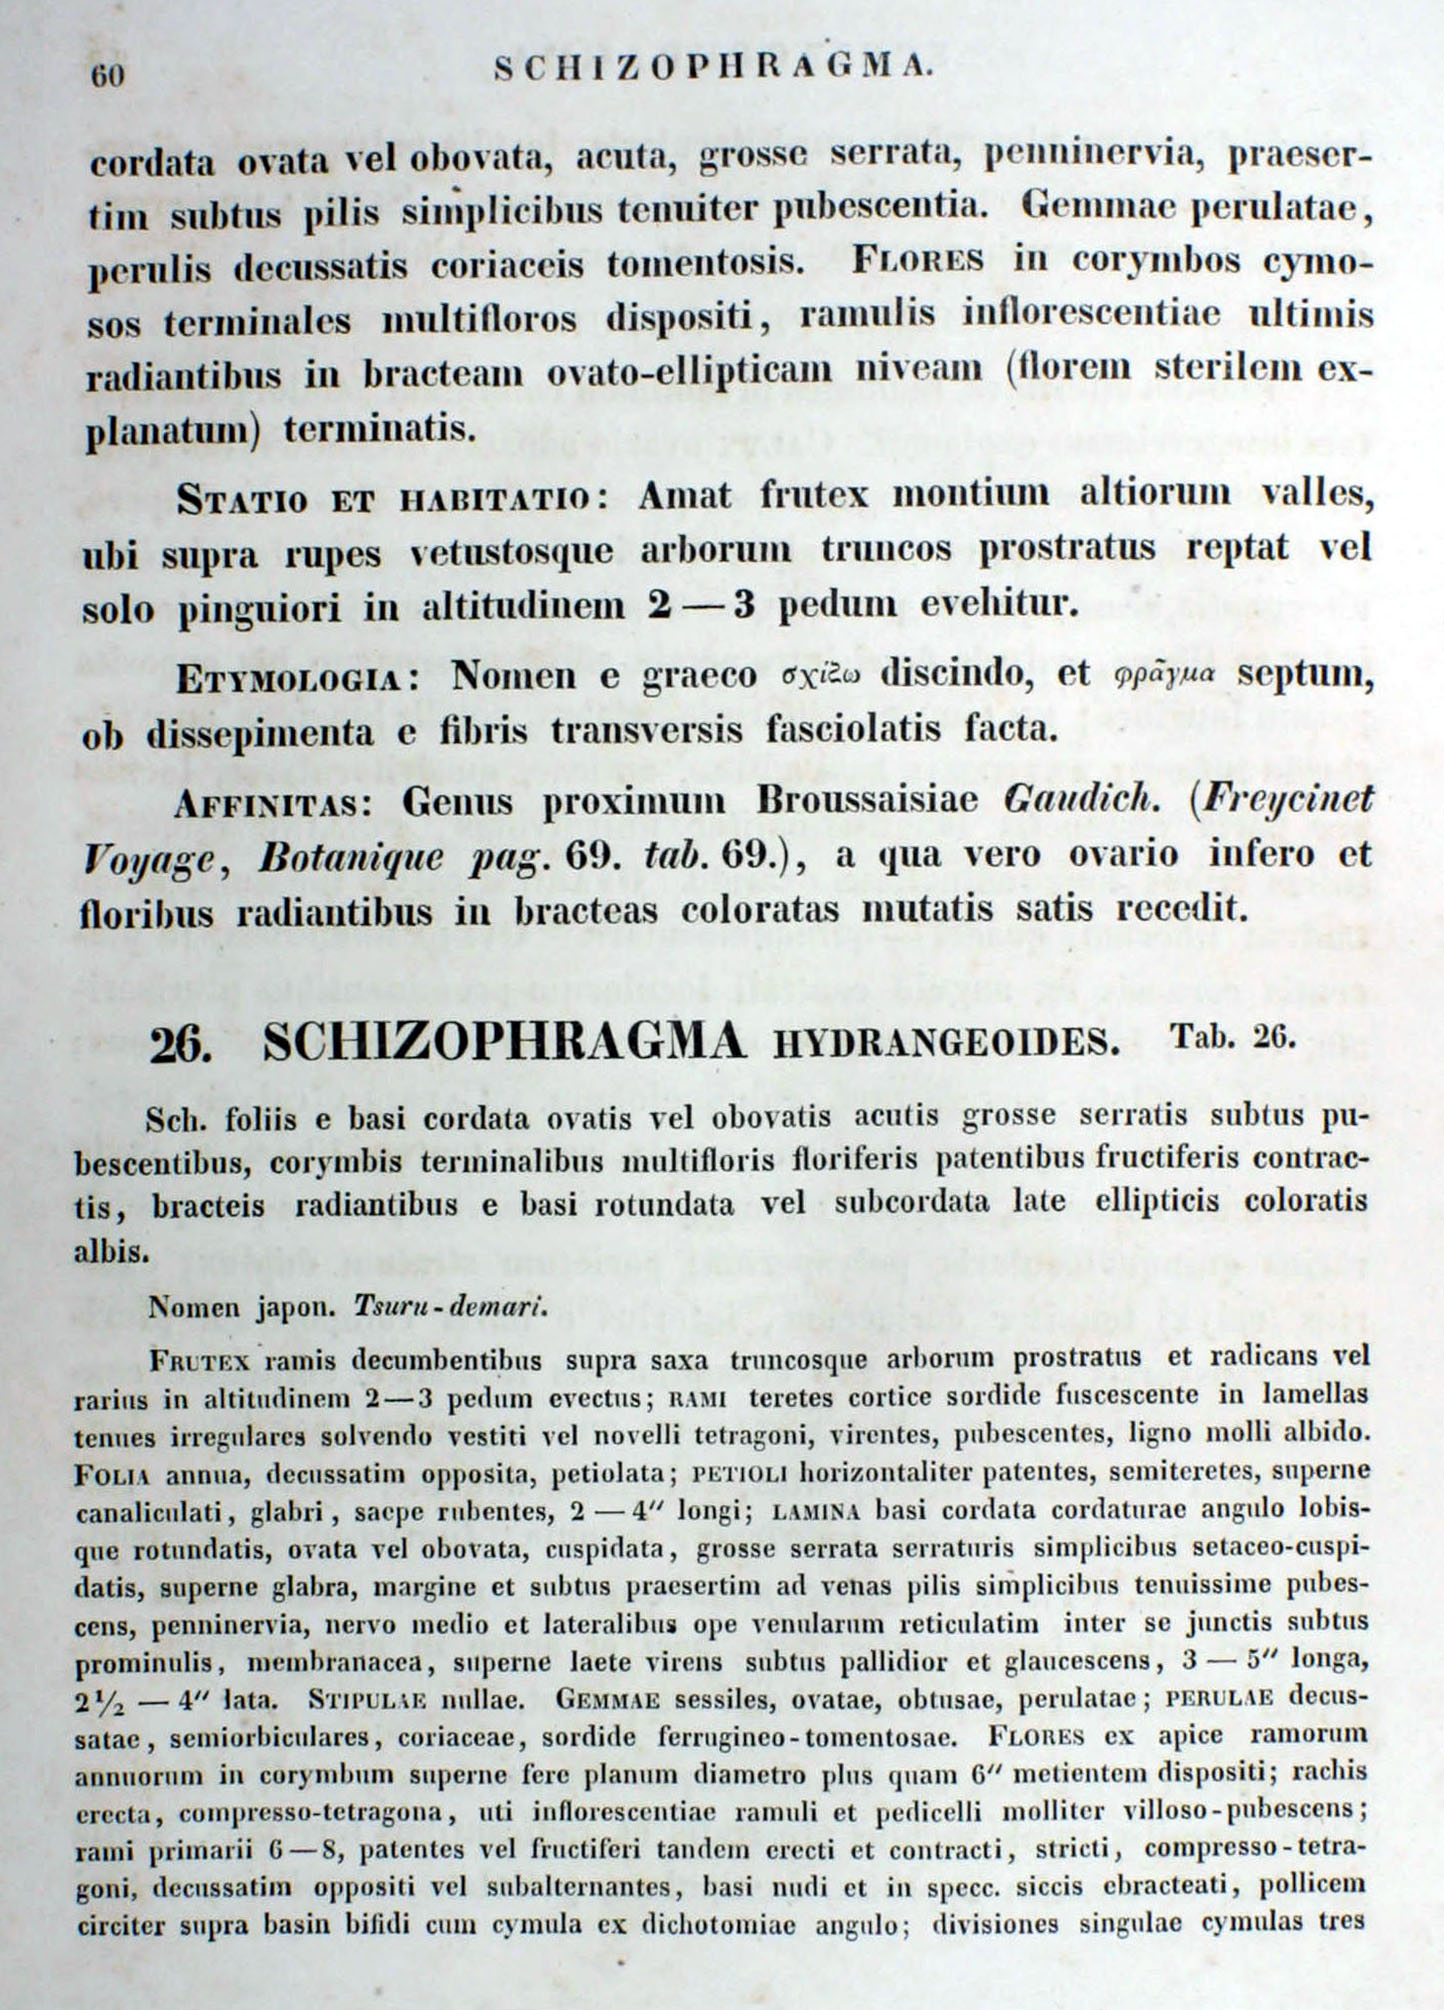 60
SCHIZOPHRAGMA.
cordata ovata vel obovata, acuta, grosse serrata, penninervia, praeser-
tim subtus pilis simplicibus tenuiter pubescentia. Gemmae perulatae,
perulis decussatis coriaceis tomentosis. FLORES in corymbos cymo-
sos terminales multifloros dispositi, ramulis inflorescentiae ultimis
radiantibus in bracteam ovato-ellipticam niveam (florem sterilem ex-
planatum) terminatis.
STATIO ET HABITATIO: Amat frutex montium altiorum valles,
ubi supra rupes vetustosque arborum truncos prostratus reptat vel
solo pinguiori in altitudinem 2 — 3 pedum evehitur.
ETYMOLOGIA: Nomen e graeco σχίζω discindo, et φρᾶγμα septum,
ob dissepimenta e fibris transversis fasciolatis facta.
AFFINITAS: Genus proximum Broussaisiae Gaudich. (Freycinet
Voyage, Botanique pag. 69. tab. 69.), a qua vero ovario infero et
floribus radiantibus in bracteas coloratas mutatis satis recedit.
26. SCHIZOPHRAGMA HYDRANGEOIDES. Tab. 26.
Sch. foliis e basi cordata ovatis vel obovatis acutis grosse serratis subtus pu-
bescentibus, corymbis terminalibus multifloris floriferis patentibus fructiferis contrac-
tis, bracteis radiantibus e basi rotundata vel subcordata late ellipticis coloratis
albis.
Nomen japon. Tsuru-demari.
FRUTEX ramis decumbentibus supra saxa truncosque arborum prostratus et radicans vel
rarius in altitudinem 2—3 pedum evectus; RAMI teretes cortice sordide fuscescente in lamellas
tenues irregulares solvendo vestiti vel novelli tetragoni, virentes, pubescentes, ligno molli albido.
FOLIA annua, decussatim opposita, petiolata; PETIOLI horizontaliter patentes, semiteretes, superne
canaliculati, glabri, saepe rubentes, 2 — 4″ longi; LAMINA basi cordata cordaturae angulo lobis-
que rotundatis, ovata vel obovata, cuspidata, grosse serrata serraturis simplicibus setaceo-cuspi-
datis, superne glabra, margine et subtus praesertim ad venas pilis simplicibus tenuissime pubes-
cens, penninervia, nervo medio et lateralibus ope venularum reticulatim inter se junctis subtus
prominulis, membranacea, superne laete virens subtus pallidior et glaucescens, 3 — 5″ longa,
2½ — 4″ lata. STIPULAE nullae. GEMMAE sessiles, ovatae, obtusae, perulatae; PERULAE decus-
satae, semiorbiculares, coriaceae, sordide ferrugineo-tomentosae. FLORES ex apice ramorum
annuorum in corymbum superne fere planum diametro plus quam 6″ metientem dispositi; rachis
erecta, compresso-tetragona, uti inflorescentiae ramuli et pedicelli molliter villoso-pubescens;
rami primarii 6—8, patentes vel fructiferi tandem erecti et contracti, stricti, compresso-tetra-
goni, decussatim oppositi vel subalternantes, basi nudi et in specc. siccis ebracteati, pollicem
circiter supra basin bifidi cum cymula ex dichotomiae angulo; divisiones singulae cymulas tres